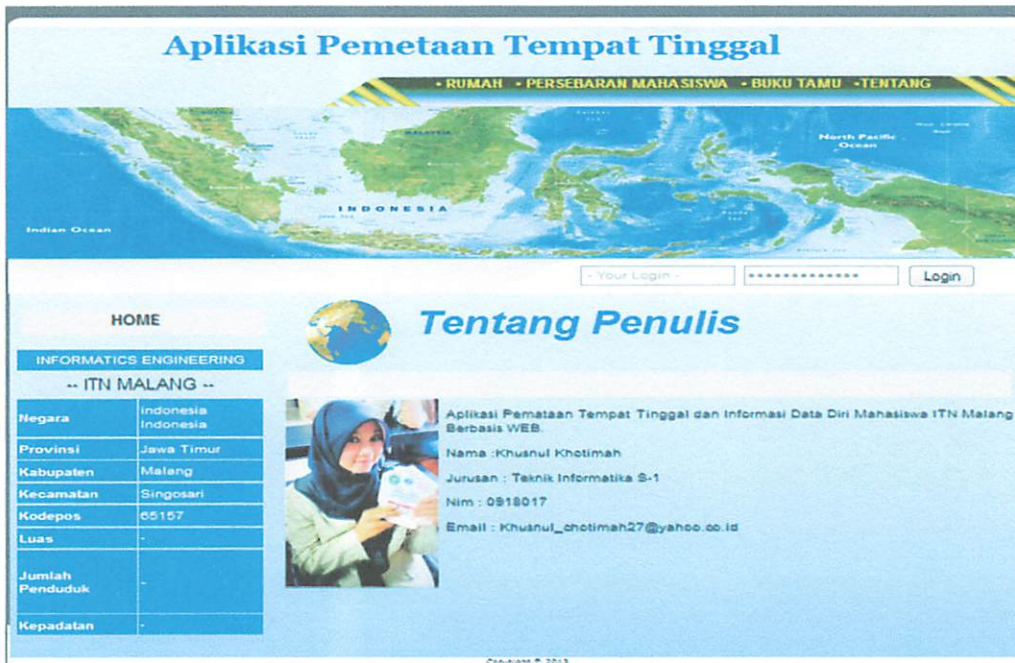 Aplikasi Pemetaan Tempat Tinggal
• RUMAH • PERSEBARAN MAHASISWA • BUKU TAMU •TENTANG
MALAYSIA
North Pacific
Ocean
INDONESIA
Indian Ocean
- Your Login -
Login
HOME
INFORMATICS ENGINEERING
-- ITN MALANG --
Negara
indonesia
Indonesia
Provinsi
Jawa Timur
Kabupaten
Malang
Kecamatan
Singosari
Kodepos
65157
Luas
-
Jumlah
Penduduk
-
Kepadatan
-
Tentang Penulis
Aplikasi Pemataan Tempat Tinggal dan Informasi Data Diri Mahasiswa ITN Malang
Berbasis WEB.
Nama :Khusnul Khotimah
Jurusan : Teknik Informatika S-1
Nim : 0918017
Email : Khusnul_chotimah27@yahoo.co.id